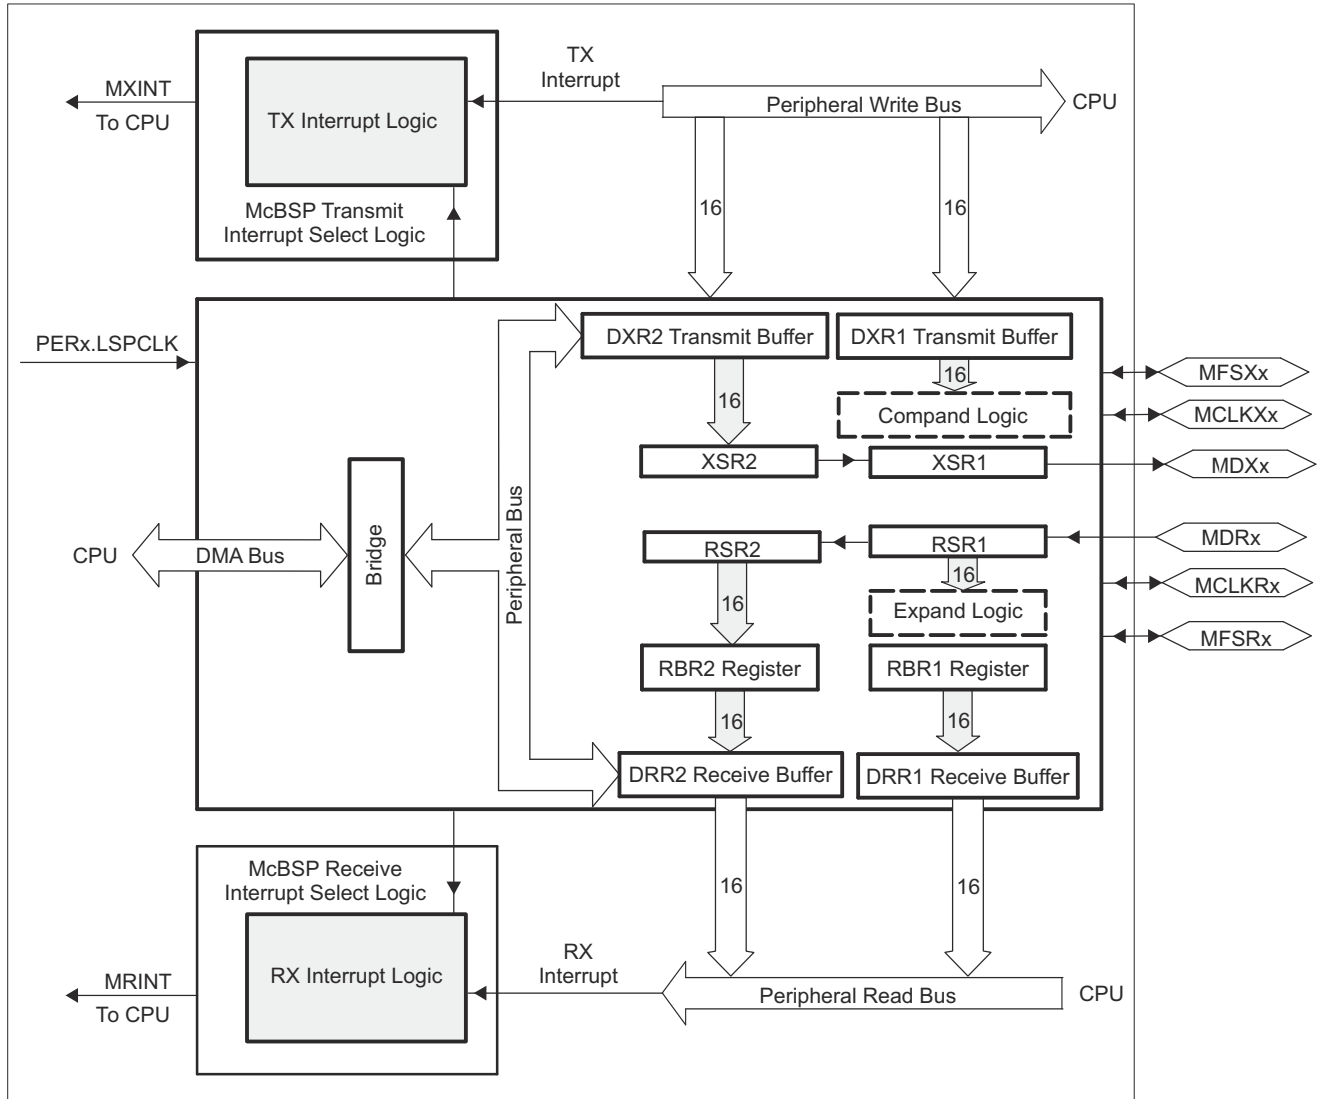 TX
Interrupt
MXINT
To CPU
TX Interrupt Logic
Peripheral Write Bus
CPU
McBSP Transmit
Interrupt Select Logic
16
16
PERx.LSPCLK
DXR2 Transmit Buffer
DXR1 Transmit Buffer
16
16
Compand Logic
MFSXx
MCLKXx
XSR2
XSR1
MDXx
CPU
DMA Bus
Bridge
Peripheral Bus
RSR2
RSR1
MDRx
16
16
Expand Logic
MCLKRx
MFSRx
RBR2 Register
RBR1 Register
16
16
DRR2 Receive Buffer
DRR1 Receive Buffer
McBSP Receive
Interrupt Select Logic
16
16
RX Interrupt Logic
RX
Interrupt
MRINT
To CPU
Peripheral Read Bus
CPU